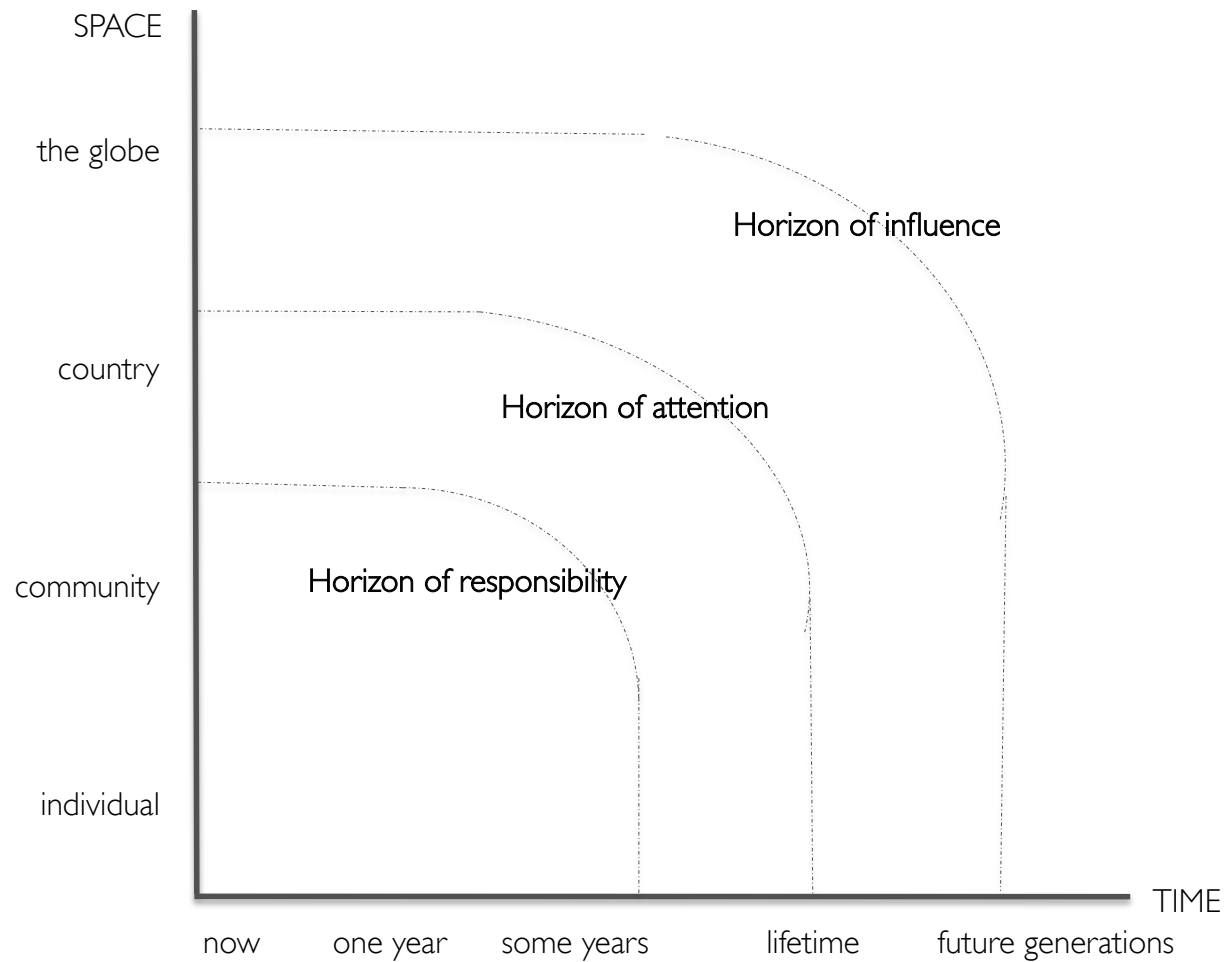 SPACE
the globe
Horizon of influence
country
Horizon of attention
Horizon of responsibility
community
individual
TIME
now one year some years lifetime future generations